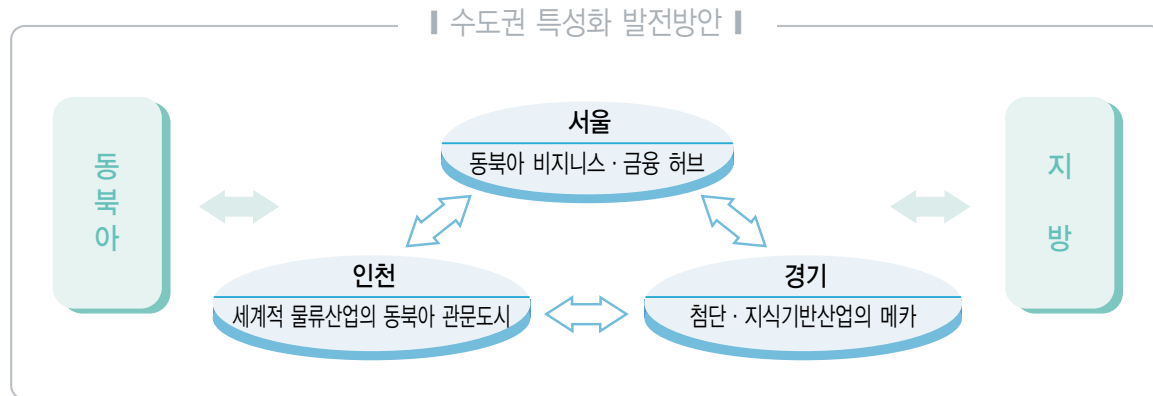 수도권 특성화 발전방안
동북아
서울
동북아 비지니스 · 금융 허브
인천
세계적 물류산업의 동북아 관문도시
경기
첨단 · 지식기반산업의 메카
지방